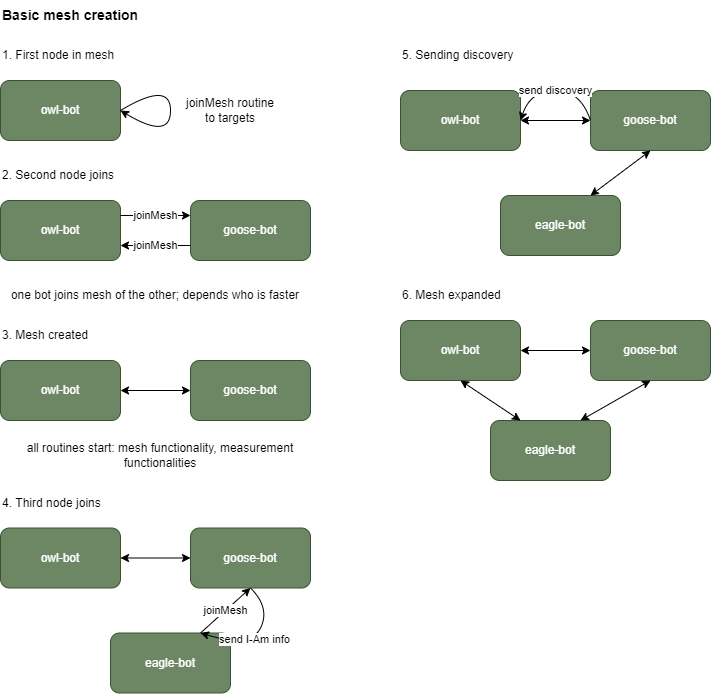 Basic mesh creation
1. First node in mesh
owl-bot
joinMesh routine
to targets
2. Second node joins
owl-bot
joinMesh
joinMesh
goose-bot
one bot joins mesh of the other; depends who is faster
3. Mesh created
owl-bot
goose-bot
all routines start: mesh functionality, measurement
functionalities
4. Third node joins
owl-bot
goose-bot
joinMesh
send I-Am info
eagle-bot
5. Sending discovery
send discovery
owl-bot
goose-bot
eagle-bot
6. Mesh expanded
owl-bot
goose-bot
eagle-bot